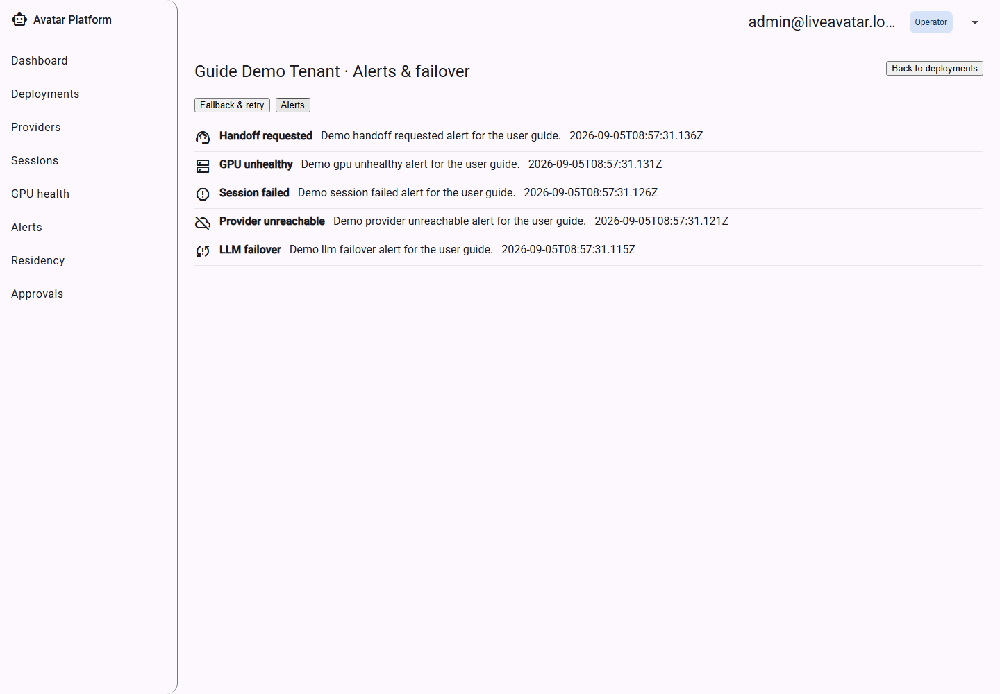 Avatar Platform
admin@liveavatar.lo...
Operator
Dashboard
Deployments
Providers
Sessions
GPU health
Alerts
Residency
Approvals
Guide Demo Tenant · Alerts & failover
Back to deployments
Fallback & retry
Alerts
Handoff requested Demo handoff requested alert for the user guide. 2026-09-05T08:57:31.136Z
GPU unhealthy Demo gpu unhealthy alert for the user guide. 2026-09-05T08:57:31.131Z
Session failed Demo session failed alert for the user guide. 2026-09-05T08:57:31.126Z
Provider unreachable Demo provider unreachable alert for the user guide. 2026-09-05T08:57:31.121Z
LLM failover Demo llm failover alert for the user guide. 2026-09-05T08:57:31.115Z